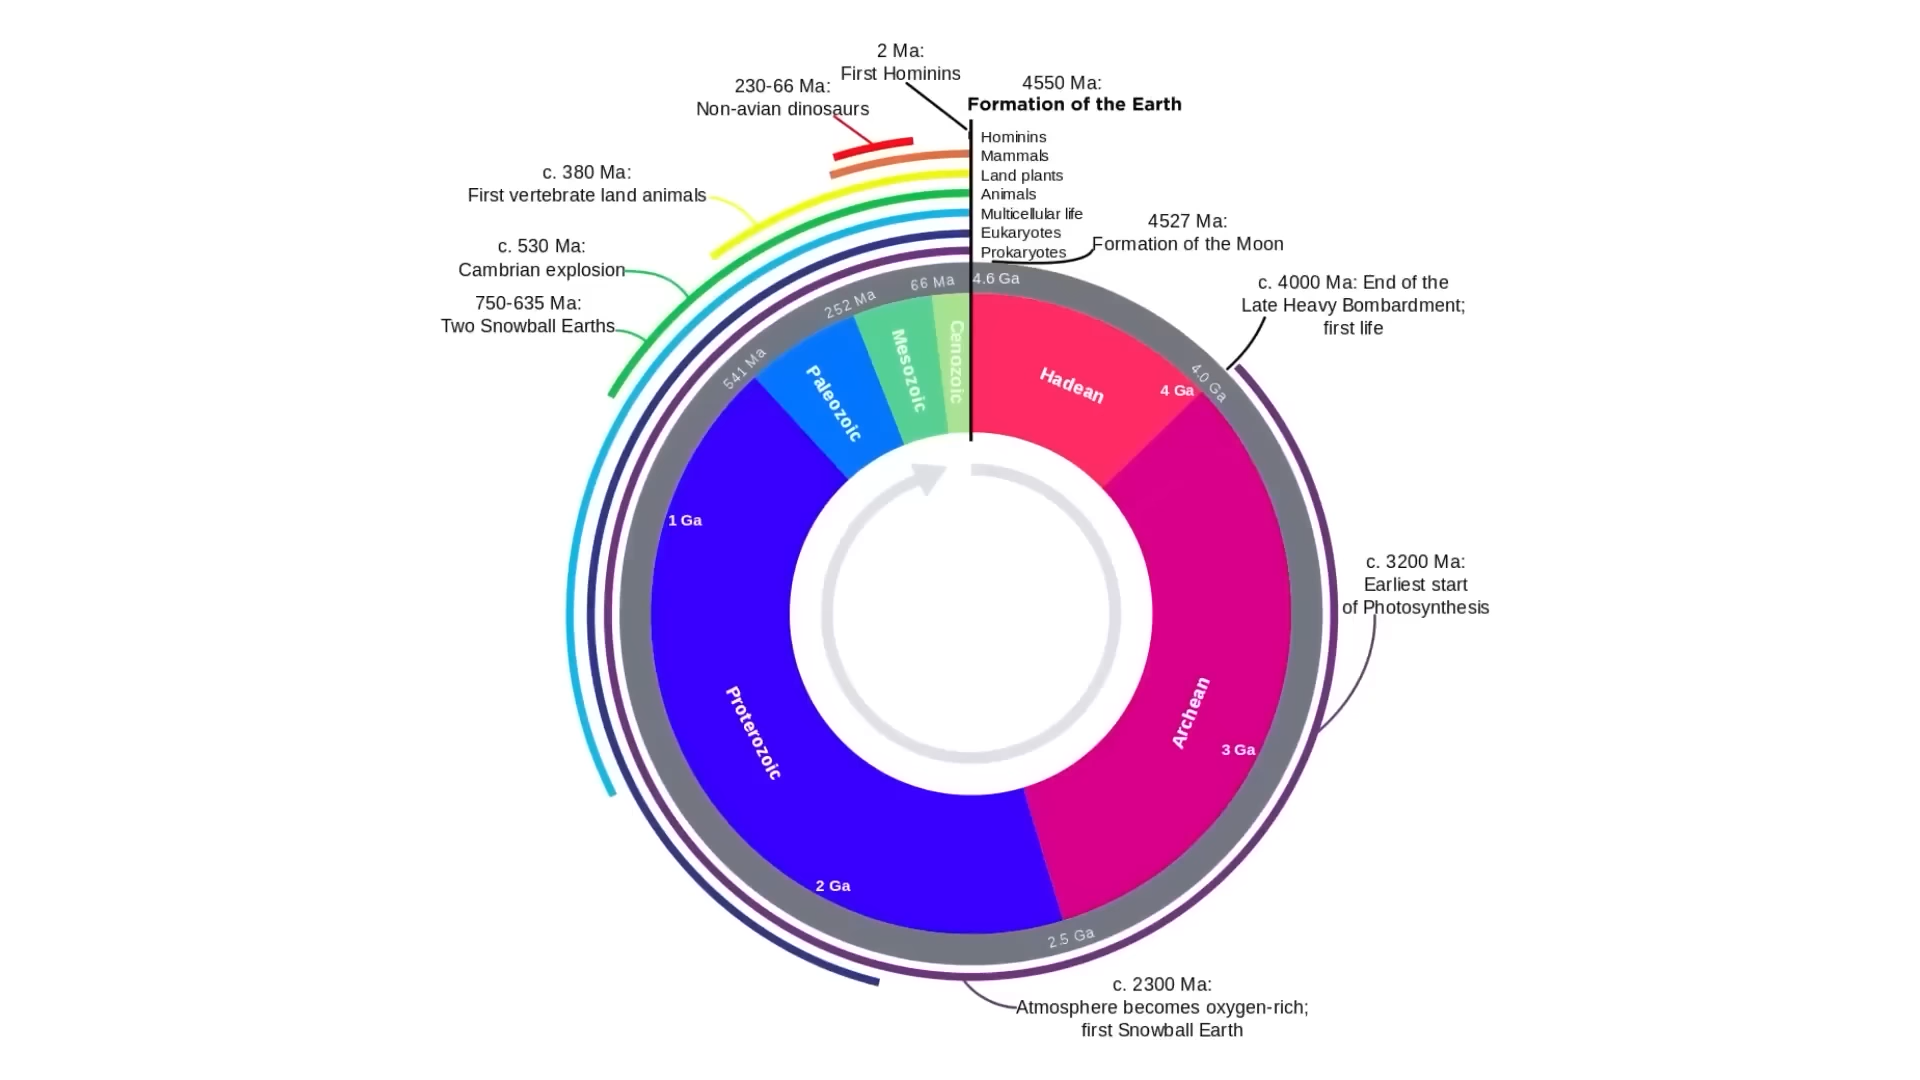 2 Ma:
First Hominins
230-66 Ma:
Non-avian dinosaurs
4550 Ma:
Formation of the Earth
Hominins
Mammals
Land plants
Animals
Multicellular life
Eukaryotes
Prokaryotes
c. 380 Ma:
First vertebrate land animals
c. 530 Ma:
Cambrian explosion
750-635 Ma:
Two Snowball Earths
4527 Ma:
Formation of the Moon
c. 4000 Ma: End of the
Late Heavy Bombardment;
first life
4.6 Ga
66 Ma
252 Ma
541 Ma
4.0 Ga
Cenozoic
Mesozoic
Paleozoic
Hadean
4 Ga
1 Ga
c. 3200 Ma:
Earliest start
of Photosynthesis
Archean
3 Ga
Proterozoic
2 Ga
2.5 Ga
c. 2300 Ma:
Atmosphere becomes oxygen-rich;
first Snowball Earth